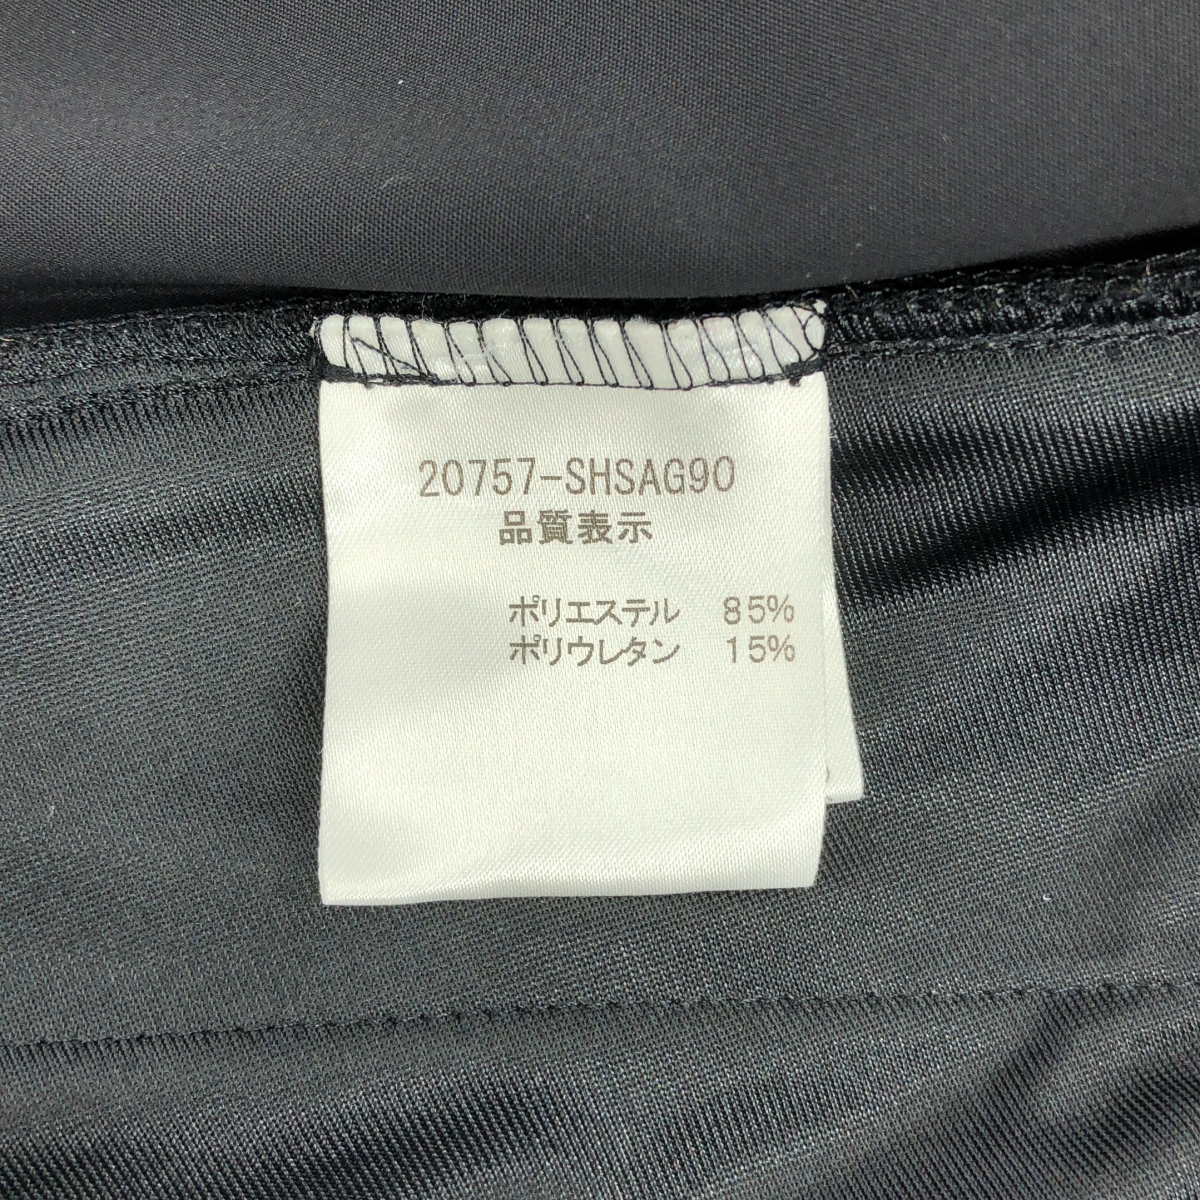 20757-SHSAG90
品質表示
ポリエステル 85%
ポリウレタン 15%